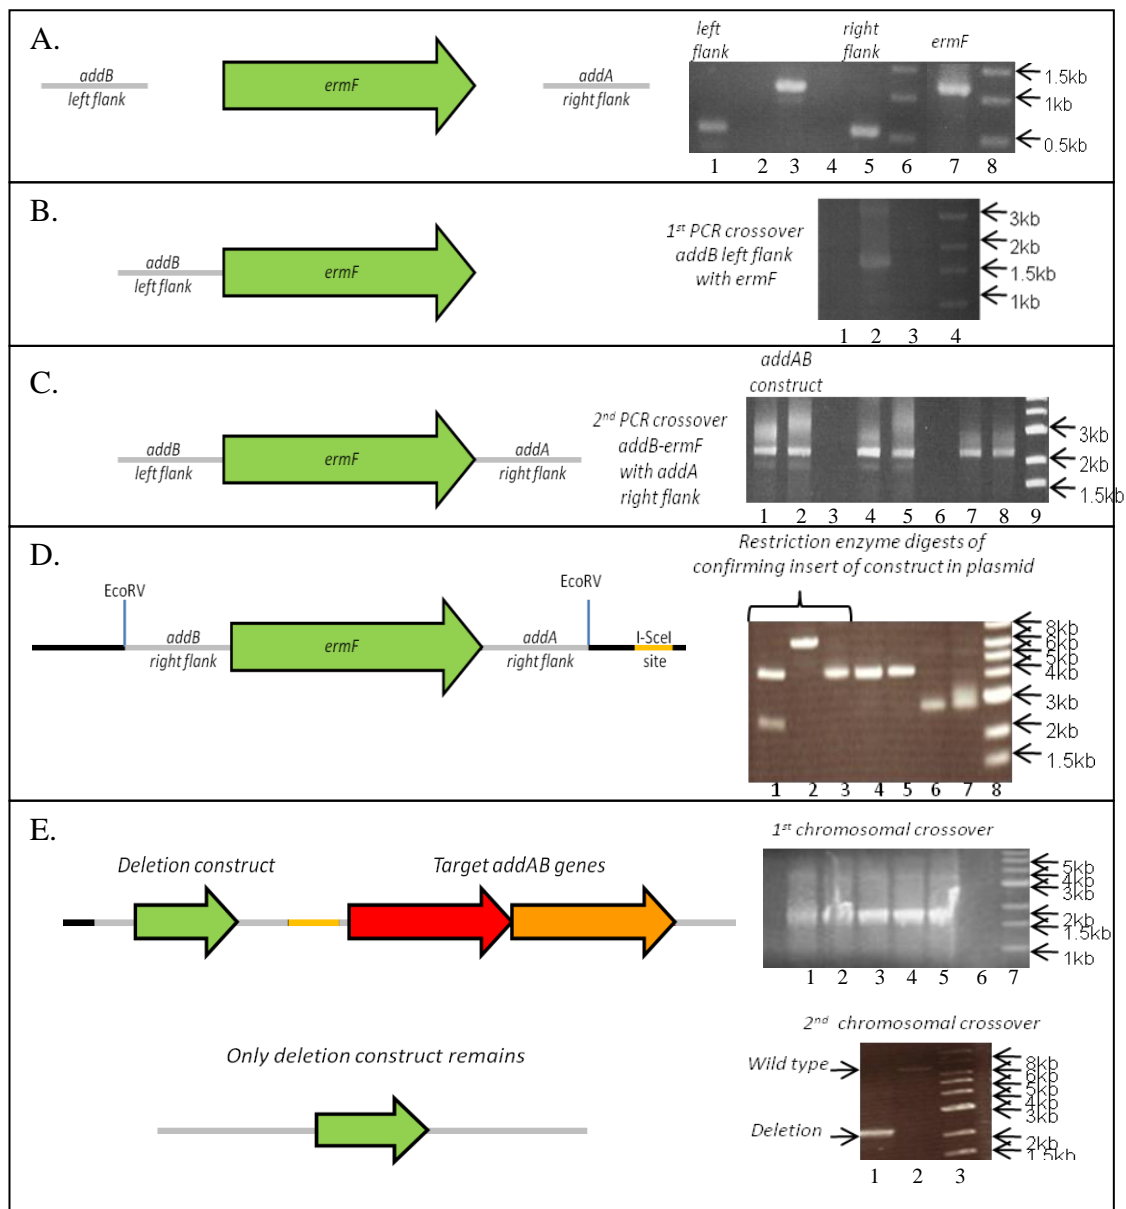 A.
addB
left flank
ermF
addA
right flank
left
flank
right
flank
ermF
1.5kb
1kb
0.5kb
1 2 3 4 5 6 7 8
B.
addB
left flank
ermF
1st PCR crossover
addB left flank
with ermF
3kb
2kb
1.5kb
1kb
1 2 3 4
C.
addB
left flank
ermF
addA
right flank
2nd PCR crossover
addB-ermF
with addA
right flank
addAB
construct
3kb
2kb
1.5kb
1 2 3 4 5 6 7 8 9
D.
EcoRV
EcoRV
addB
right flank
ermF
addA
right flank
I-SceI
site
Restriction enzyme digests of
confirming insert of construct in plasmid
8kb
6kb
5kb
4kb
3kb
2kb
1.5kb
1 2 3 4 5 6 7 8
E.
Deletion construct
Target addAB genes
1st chromosomal crossover
5kb
4kb
3kb
2kb
1.5kb
1kb
1 2 3 4 5 6 7
Only deletion construct remains
2nd chromosomal crossover
Wild type
Deletion
8kb
6kb
5kb
4kb
3kb
2kb
1.5kb
1 2 3